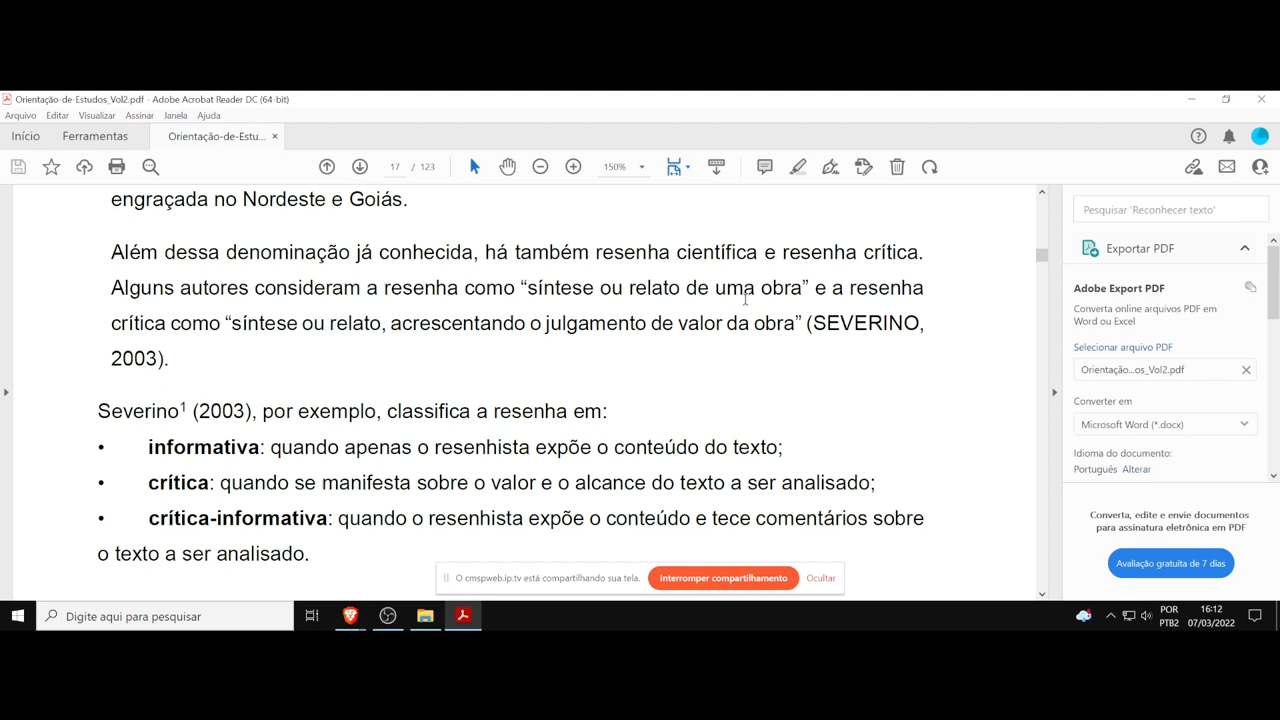 Orientação-de-Estudos_Vol2.pdf - Adobe Acrobat Reader DC (64-bit)
Arquivo Editar Visualizar Assinar Janela Ajuda
Início Ferramentas Orientação-de-Estu... ×
17 / 123 150%
engraçada no Nordeste e Goiás.
Além dessa denominação já conhecida, há também resenha científica e resenha crítica.
Alguns autores consideram a resenha como “síntese ou relato de uma obra” e a resenha
crítica como “síntese ou relato, acrescentando o julgamento de valor da obra” (SEVERINO,
2003).
Severino¹ (2003), por exemplo, classifica a resenha em:
• informativa: quando apenas o resenhista expõe o conteúdo do texto;
• crítica: quando se manifesta sobre o valor e o alcance do texto a ser analisado;
• crítica-informativa: quando o resenhista expõe o conteúdo e tece comentários sobre
o texto a ser analisado.
Pesquisar 'Reconhecer texto'
Exportar PDF
Adobe Export PDF
Converta online arquivos PDF em
Word ou Excel
Selecionar arquivo PDF
Orientação...os_Vol2.pdf
Converter em
Microsoft Word (*.docx)
Idioma do documento:
Português Alterar
Converta, edite e envie documentos
para assinatura eletrônica em PDF
Avaliação gratuita de 7 dias
O cmspweb.ip.tv está compartilhando sua tela. Interromper compartilhamento Ocultar
Digite aqui para pesquisar
POR
PTB2
16:12
07/03/2022